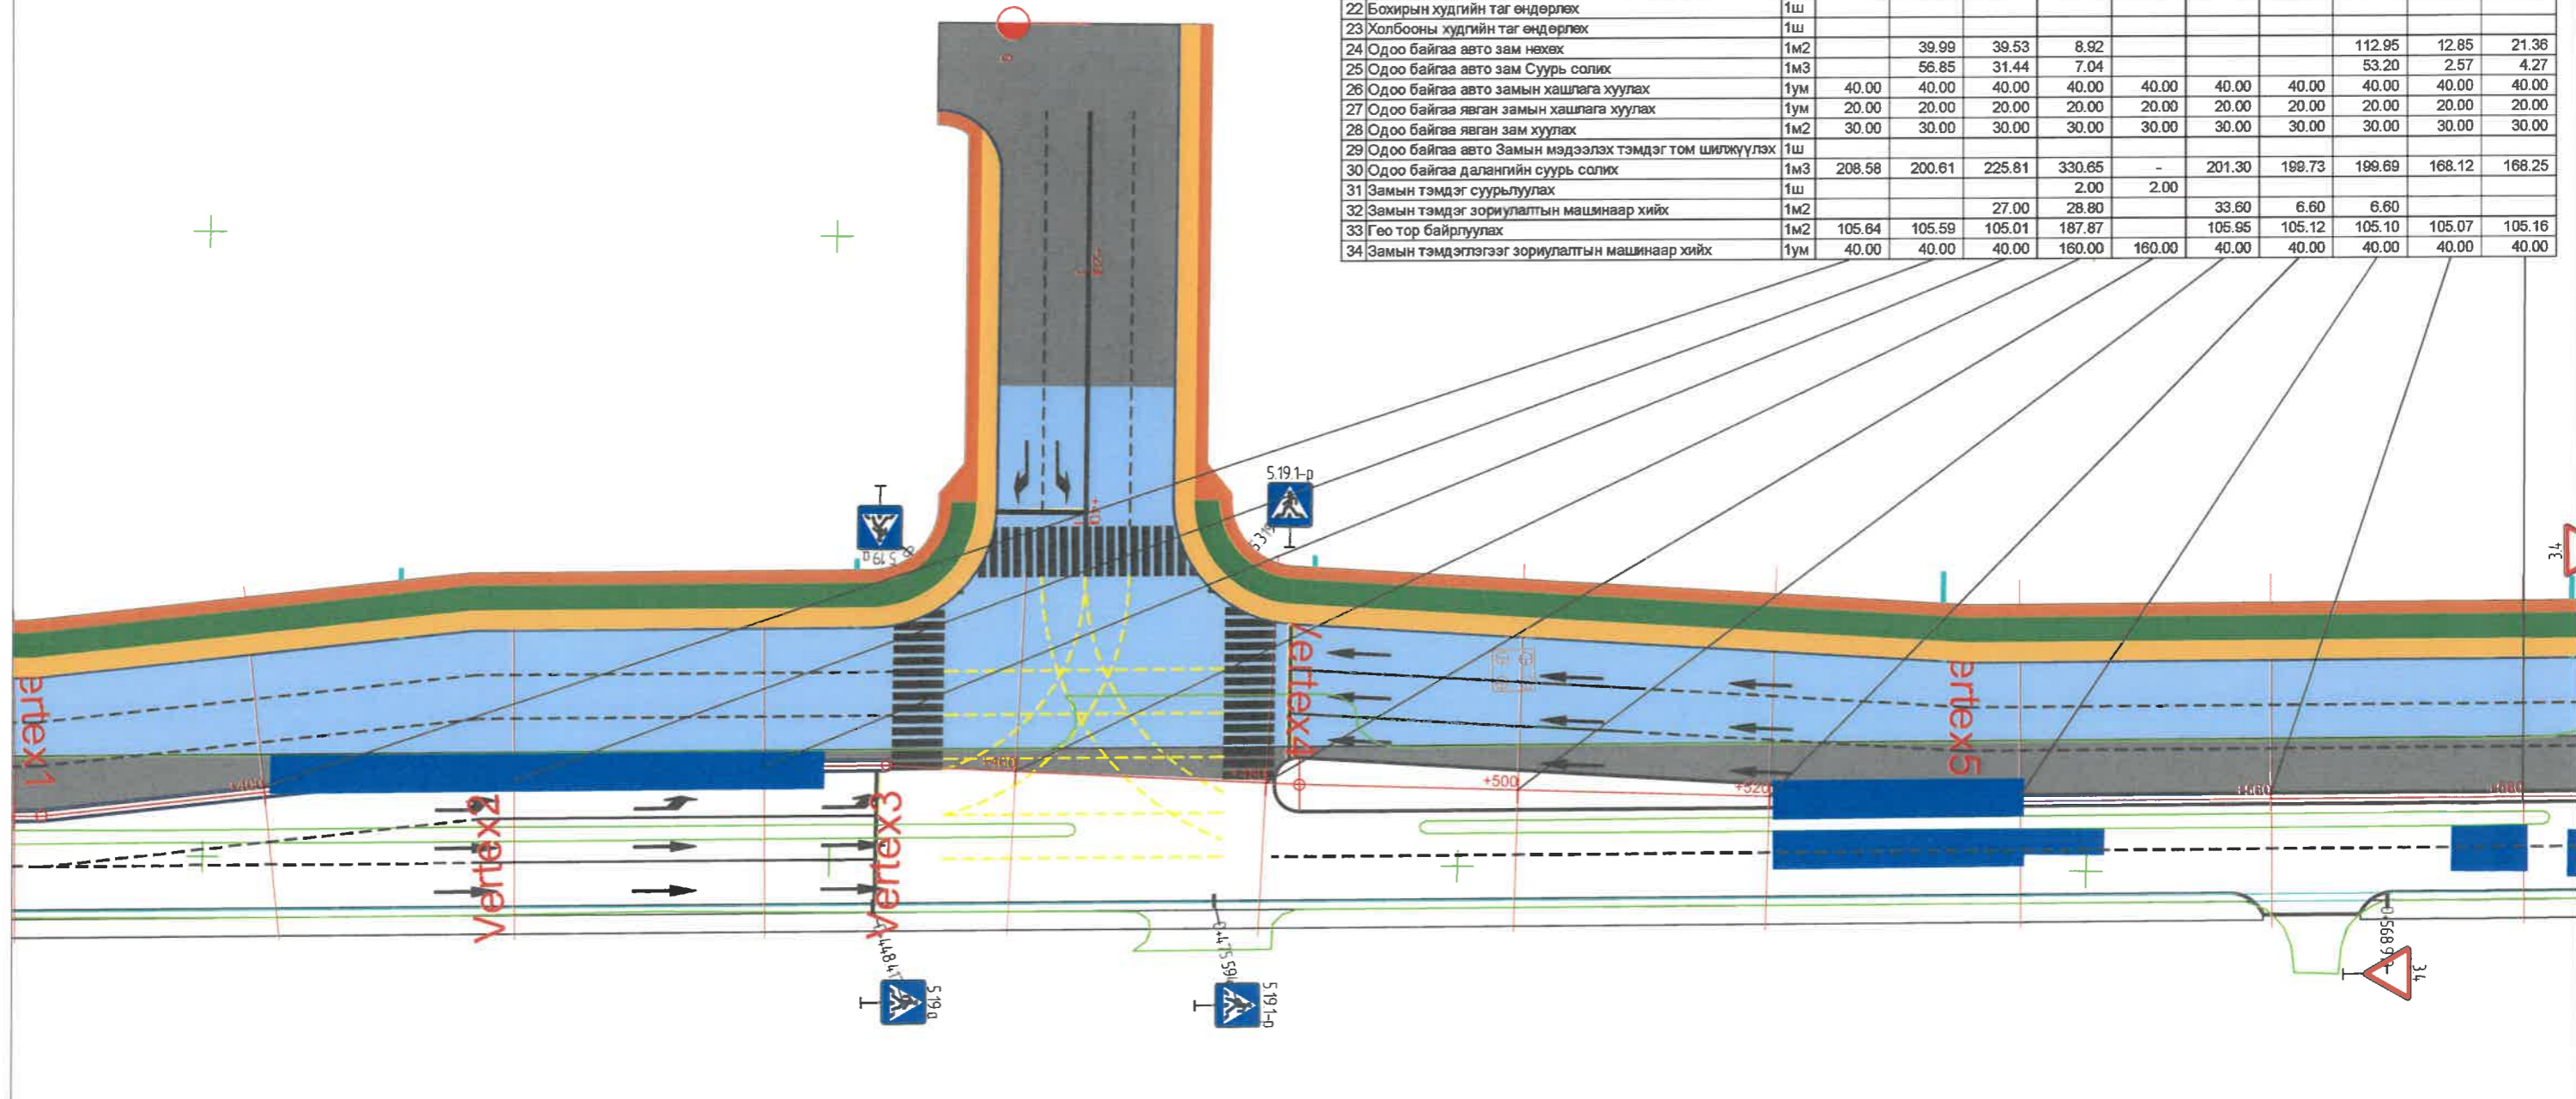 22 Бохирын худгийн таг өндөрлөх 1ш
23 Холбооны худгийн таг өндөрлөх 1ш
24 Одоо байгаа авто зам нөхөх 1м2 39.99 39.53 8.92 112.95 12.85 21.36
25 Одоо байгаа авто зам Суурь солих 1м3 56.85 31.44 7.04 53.20 2.57 4.27
26 Одоо байгаа авто замын хашлага хуулах 1ум 40.00 40.00 40.00 40.00 40.00 40.00 40.00 40.00 40.00 40.00
27 Одоо байгаа явган замын хашлага хуулах 1ум 20.00 20.00 20.00 20.00 20.00 20.00 20.00 20.00 20.00 20.00
28 Одоо байгаа явган зам хуулах 1м2 30.00 30.00 30.00 30.00 30.00 30.00 30.00 30.00 30.00 30.00
29 Одоо байгаа авто Замын мэдээлэх тэмдэг том шилжүүлэх 1ш
30 Одоо байгаа далангийн суурь солих 1м3 208.58 200.61 225.81 330.65 - 201.30 199.73 199.69 168.12 168.25
31 Замын тэмдэг суурьлуулах 1ш 2.00 2.00
32 Замын тэмдэг зориулалтын машинаар хийх 1м2 27.00 28.80 33.60 6.60 6.60
33 Гео тор байрлуулах 1м2 105.64 105.59 105.01 187.87 105.95 105.12 105.10 105.07 105.16
34 Замын тэмдэглэгээг зориулалтын машинаар хийх 1ум 40.00 40.00 40.00 160.00 160.00 40.00 40.00 40.00 40.00 40.00
5.19.1-р
3.4
ertex1
Vertex2
Vertex3
Vertex4
ertex5
+500
+520
5.19.1-р
3.4